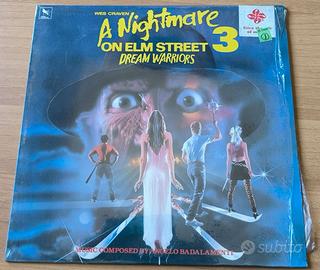 WES CRAVEN
A Nightmare
ON ELM STREET 3
DREAM WARRIORS
MUSIC COMPOSED BY ANGELO BADALAMENTI
subito